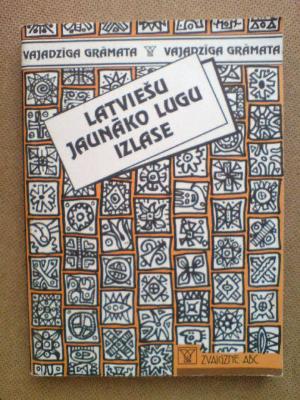 VAJADZĪGA GRĀMATA VAJADZĪGA GRĀMATA
LATVIEŠU
JAUNĀKO LUGU
IZLASE
ZVAIGZNE ABC